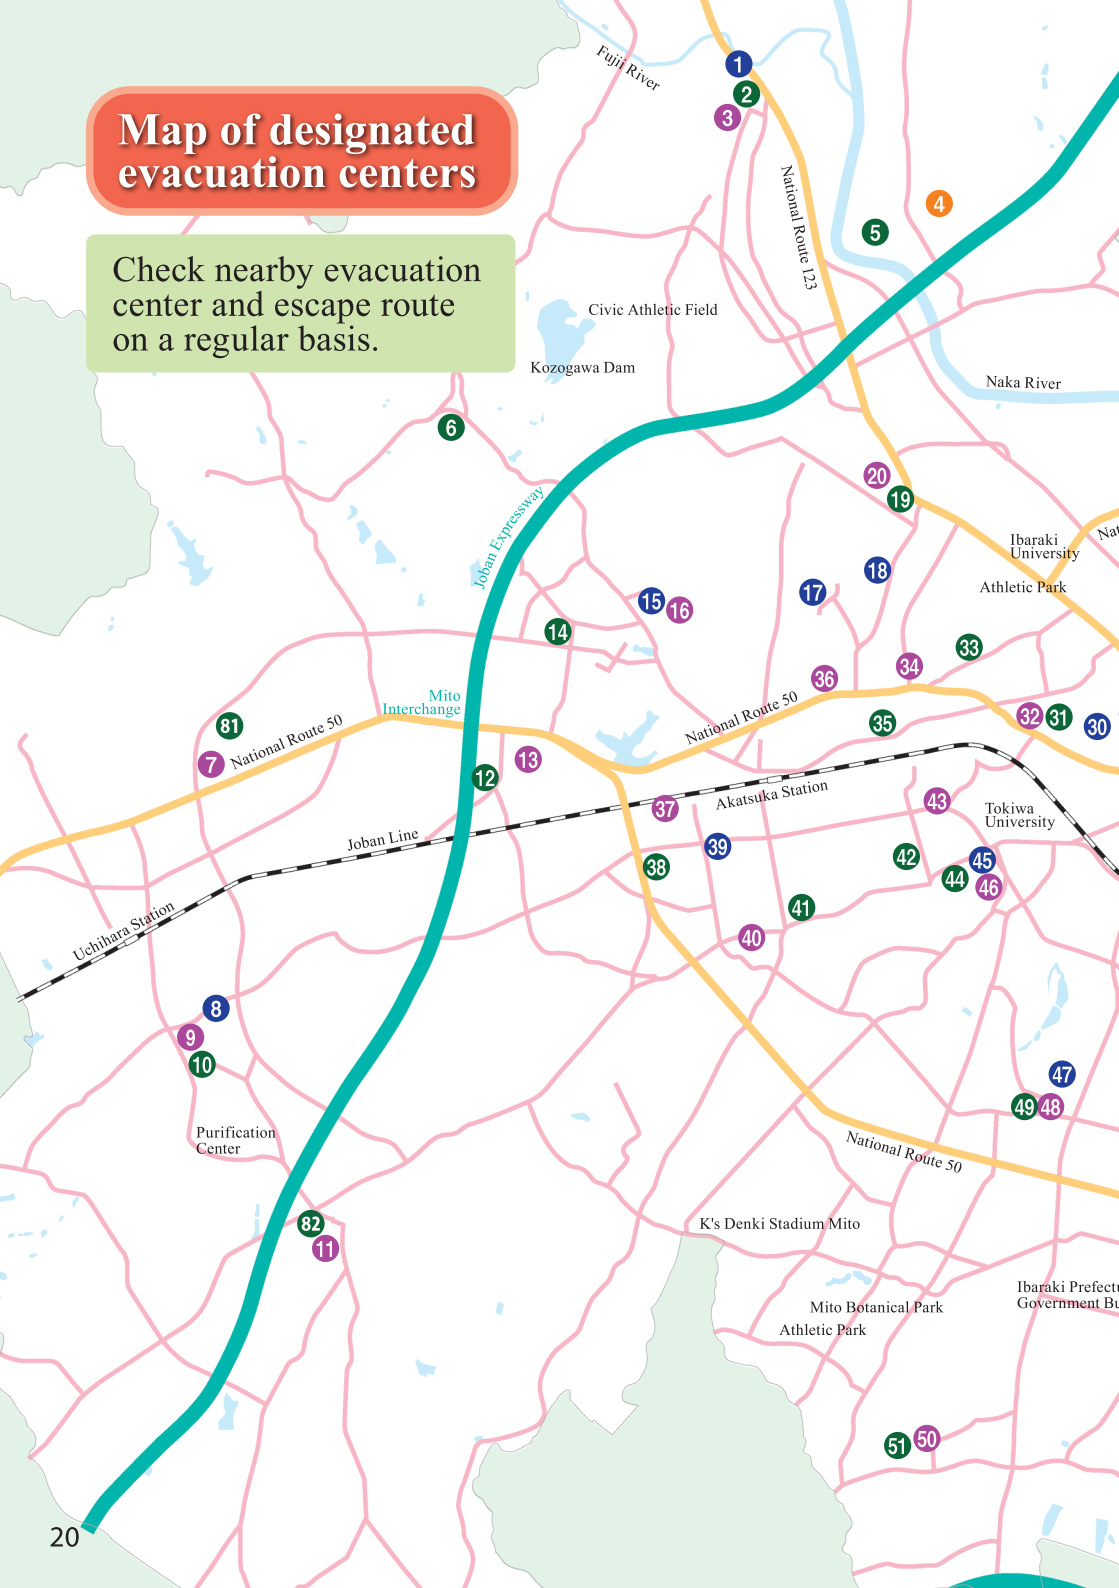 Map of designated
evacuation centers
Check nearby evacuation
center and escape route
on a regular basis.
Fujii River
1
2
3
National Route 123
4
5
Civic Athletic Field
Kozogawa Dam
Naka River
6
20
19
Joban Expressway
Ibaraki
University
Nat
Athletic Park
18
17
15
16
14
33
34
36
Mito
Interchange
National Route 50
81
National Route 50
7
35
32
31
30
13
12
37
Akatsuka Station
43
Tokiwa
University
Joban Line
39
38
42
45
44
46
41
40
Uchihara Station
8
9
10
47
49
48
Purification
Center
National Route 50
82
11
K's Denki Stadium Mito
Ibaraki Prefectu
Government Bu
Mito Botanical Park
Athletic Park
51
50
20